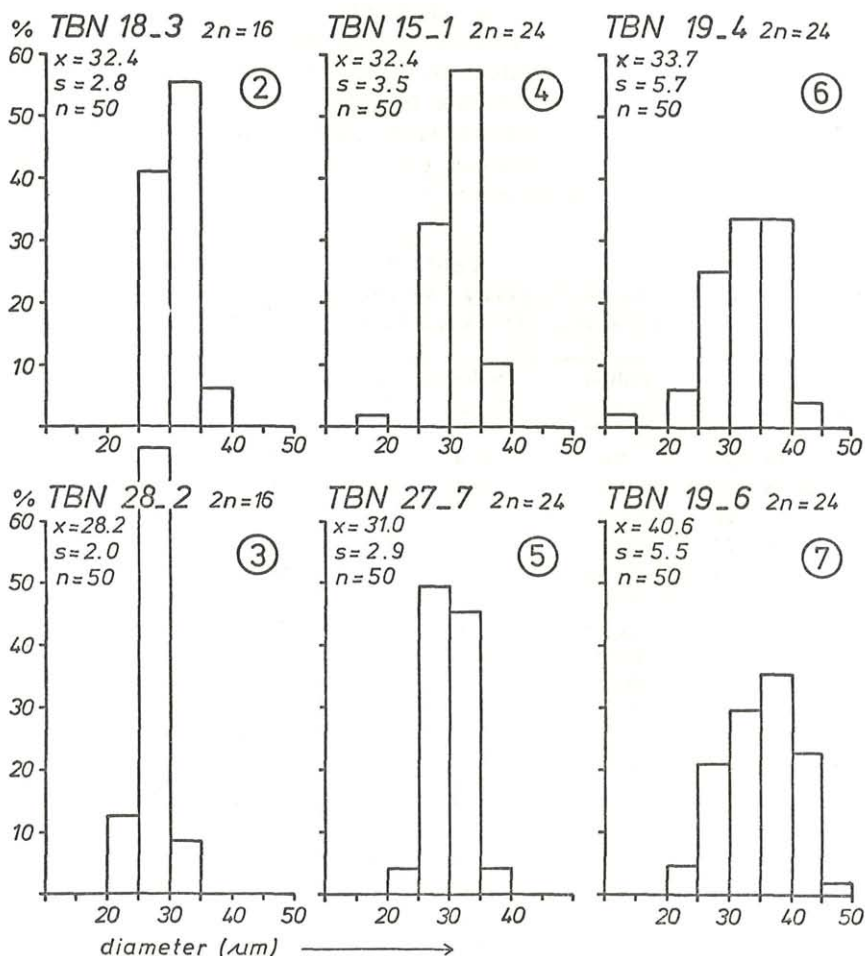 % TBN 18_3 2n=16
x=32.4
s=2.8
n=50
②
60
50
40
30
20
10
20 40 50
TBN 15_1 2n=24
x=32.4
s=3.5
n=50
④
10 20 30 40 50
TBN 19_4 2n=24
x=33.7
s=5.7
n=50
⑥
10 20 30 40 50
% TBN 28_2 2n=16
x=28.2
s=2.0
n=50
③
60
50
40
30
20
10
20 30 40 50
TBN 27_7 2n=24
x=31.0
s=2.9
n=50
⑤
10 20 30 40
TBN 19_6 2n=24
x=40.6
s=5.5
n=50
⑦
10 20 30 40 50
diameter (μm)